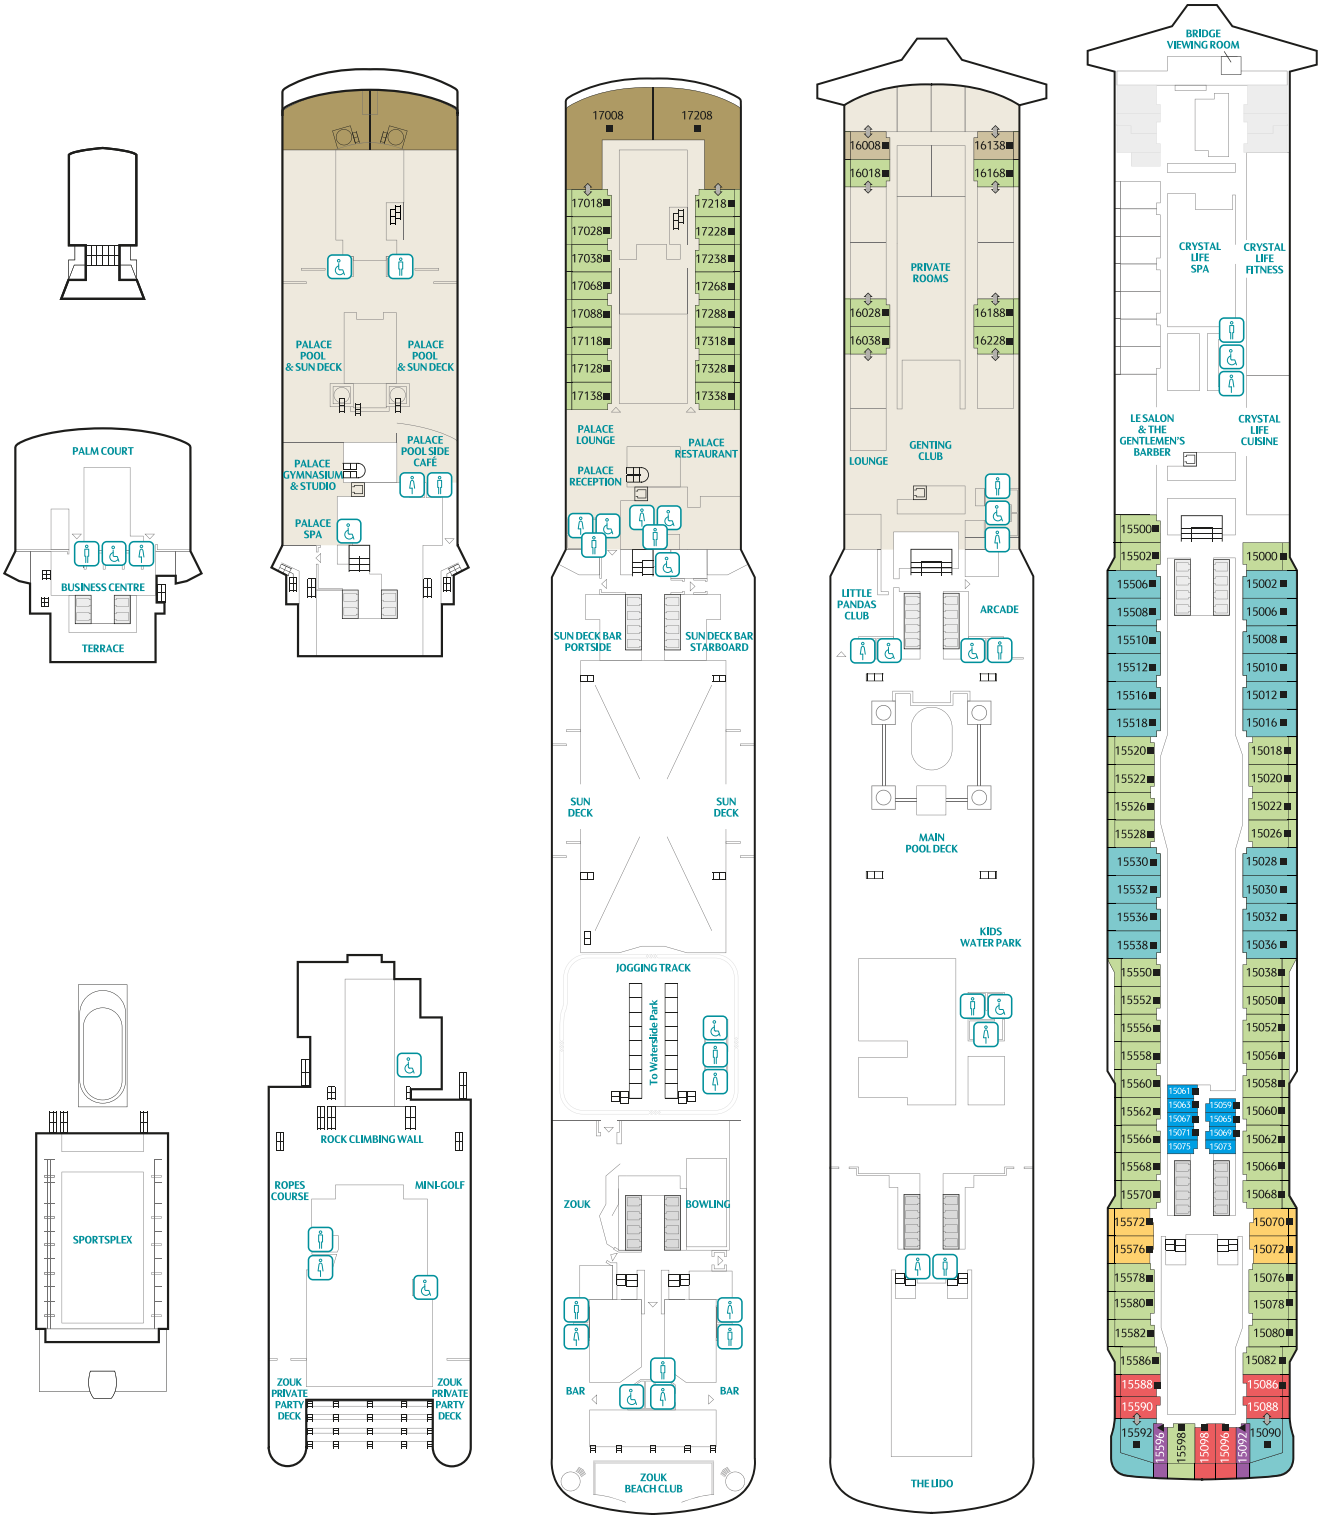 PALM COURT
BUSINESS CENTRE
TERRACE
SPORTSPLEX
PALACE
POOL
& SUN DECK
PALACE
POOL
& SUN DECK
PALACE
GYMNASIUM
& STUDIO
PALACE
POOL SIDE
CAFÉ
PALACE
SPA
ROCK CLIMBING WALL
ROPES
COURSE
MINI-GOLF
ZOUK
PRIVATE
PARTY
DECK
ZOUK
PRIVATE
PARTY
DECK
17008
17208
17018
17028
17038
17068
17088
17118
17128
17138
17218
17228
17238
17268
17288
17318
17328
17338
PALACE
LOUNGE
PALACE
RESTAURANT
PALACE
RECEPTION
SUN DECK BAR
PORTSIDE
SUN DECK BAR
STARBOARD
SUN
DECK
SUN
DECK
JOGGING TRACK
To Waterslide Park
ZOUK
BOWLING
BAR
BAR
ZOUK
BEACH CLUB
16008
16018
16028
16038
16138
16168
16188
16228
PRIVATE
ROOMS
GENTING
CLUB
LOUNGE
LITTLE
PANDAS
CLUB
ARCADE
MAIN
POOL DECK
KIDS
WATER PARK
THE LIDO
BRIDGE
VIEWING ROOM
CRYSTAL
LIFE
SPA
CRYSTAL
LIFE
FITNESS
LE SALON
& THE
GENTLEMEN'S
BARBER
CRYSTAL
LIFE
CUISINE
15500
15502
15506
15508
15510
15512
15516
15518
15520
15522
15526
15528
15530
15532
15536
15538
15550
15552
15556
15558
15560
15562
15566
15568
15570
15572
15576
15578
15580
15582
15586
15588
15590
15592
15000
15002
15006
15008
15010
15012
15016
15018
15020
15022
15026
15028
15030
15032
15036
15038
15050
15052
15056
15058
15060
15062
15066
15068
15070
15072
15076
15078
15080
15082
15086
15088
15090
15061
15063
15067
15071
15075
15059
15065
15069
15073
15596
15598
15098
15096
15092